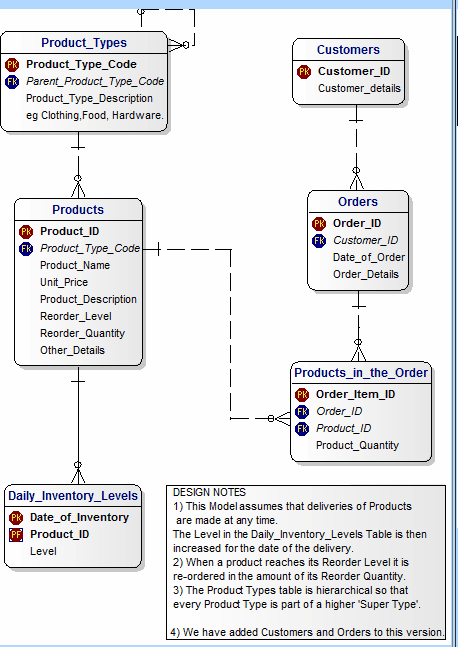 Product_Types
PK Product_Type_Code
FK Parent_Product_Type_Code
Product_Type_Description
eg Clothing,Food, Hardware.
Customers
PK Customer_ID
Customer_details
Products
PK Product_ID
FK Product_Type_Code
Product_Name
Unit_Price
Product_Description
Reorder_Level
Reorder_Quantity
Other_Details
Orders
PK Order_ID
FK Customer_ID
Date_of_Order
Order_Details
Products_in_the_Order
PK Order_Item_ID
FK Order_ID
FK Product_ID
Product_Quantity
Daily_Inventory_Levels
PK Date_of_Inventory
PF Product_ID
Level
DESIGN NOTES
1) This Model assumes that deliveries of Products
are made at any time.
The Level in the Daily_Inventory_Levels Table is then
increased for the date of the delivery.
2) When a product reaches its Reorder Level it is
re-ordered in the amount of its Reorder Quantity.
3) The Product Types table is hierarchical so that
every Product Type is part of a higher 'Super Type'.
4) We have added Customers and Orders to this version.